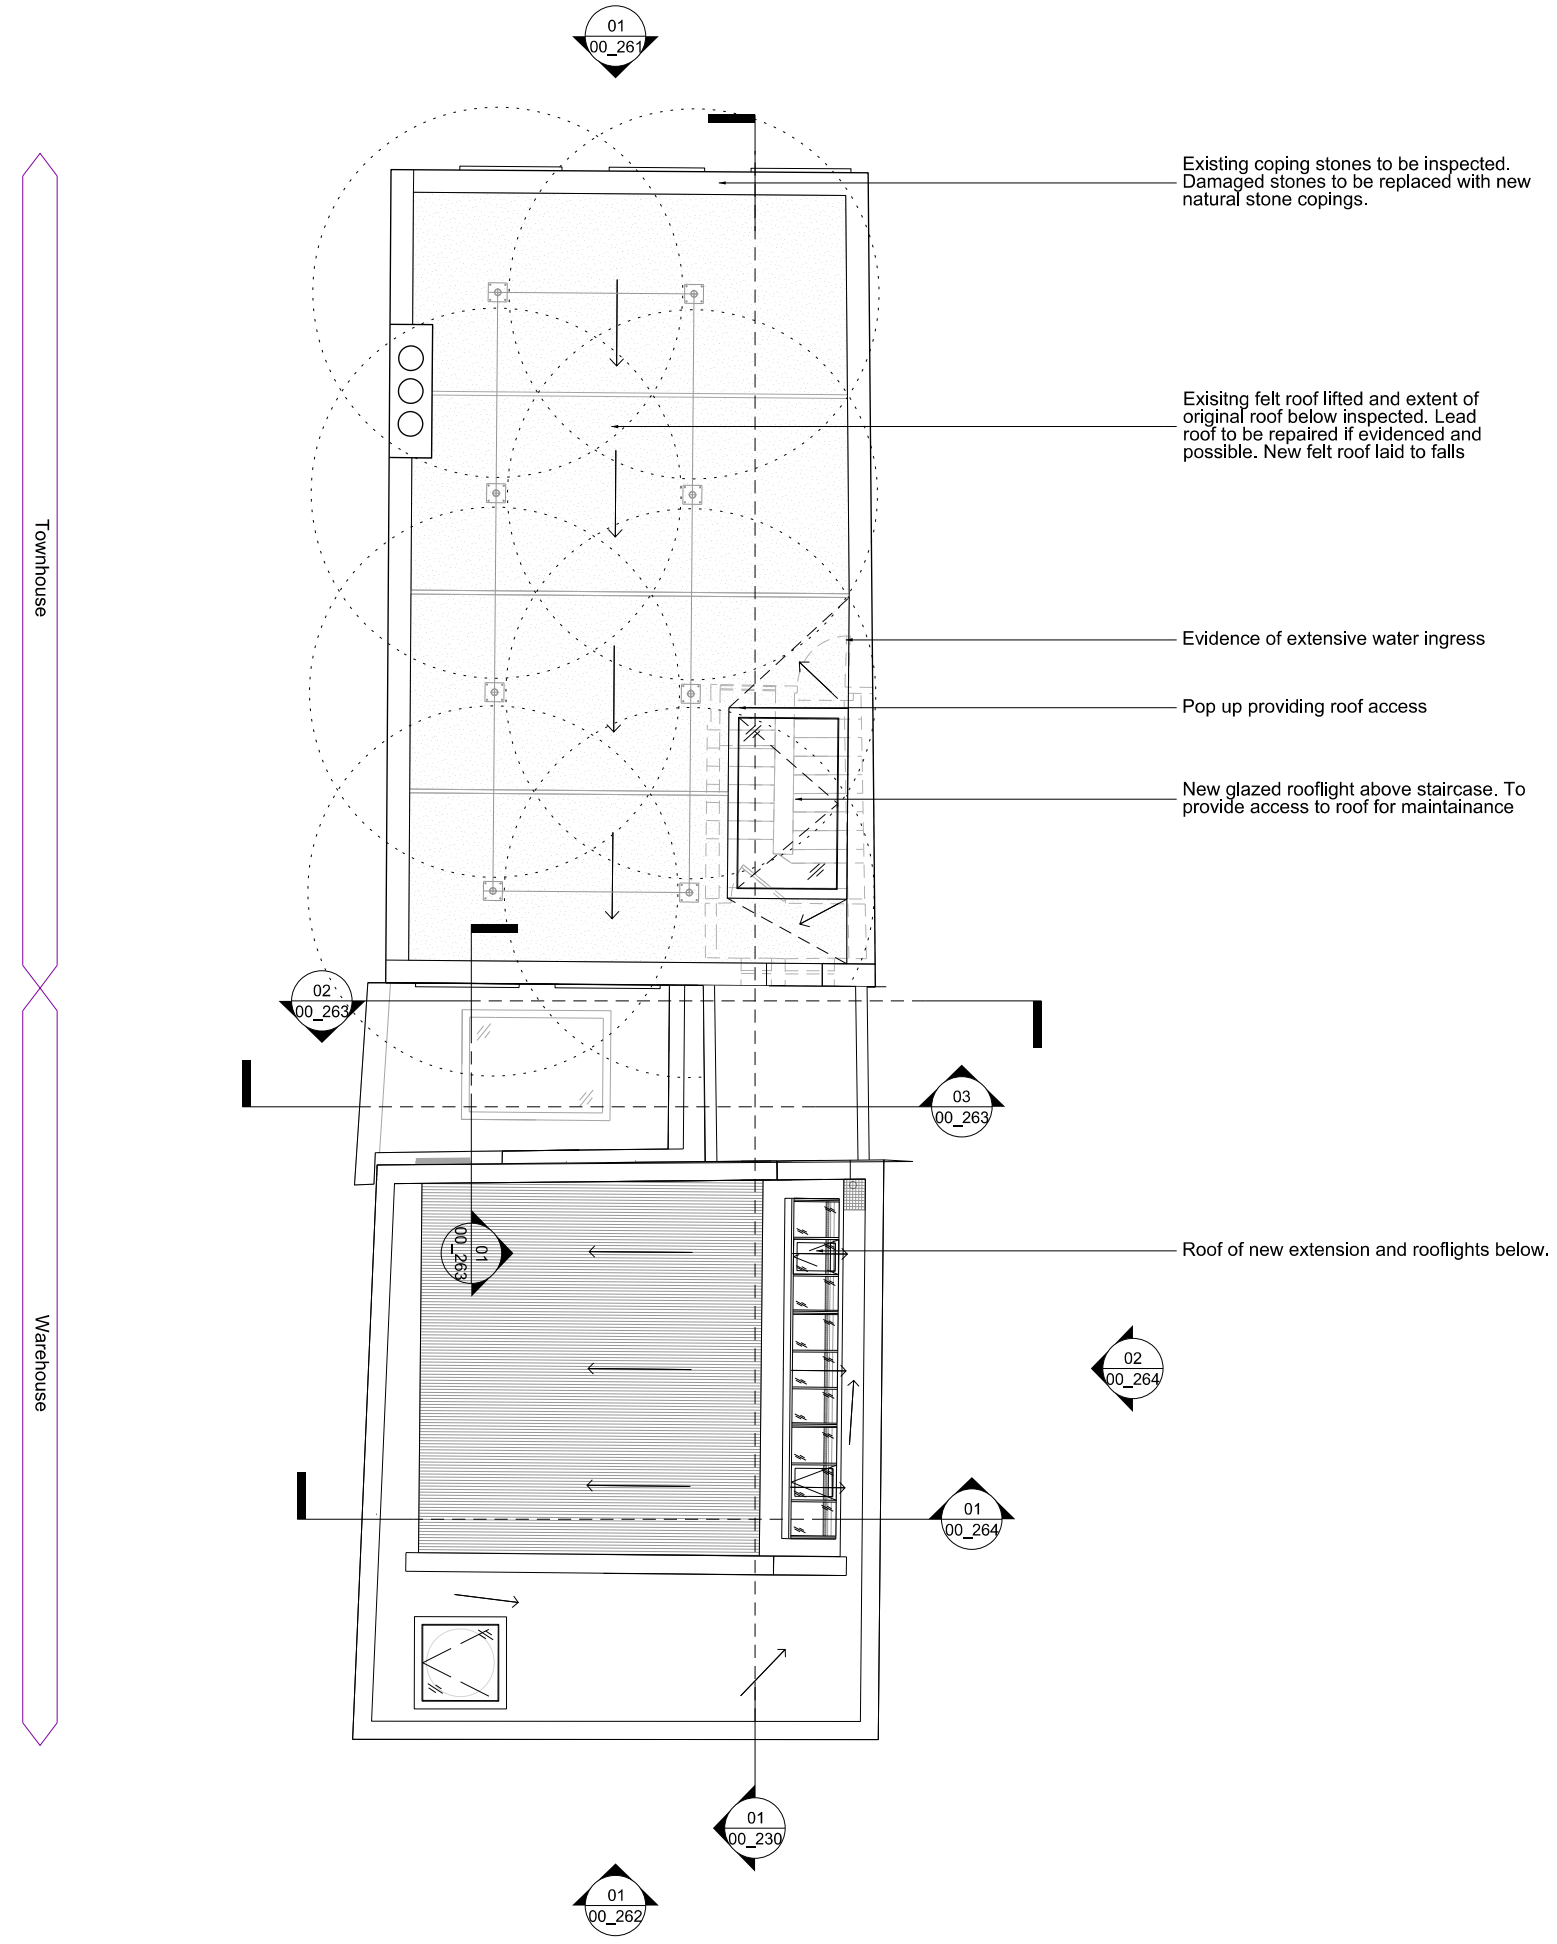 01
00_261
Existing coping stones to be inspected.
Damaged stones to be replaced with new
natural stone copings.
Exisitng felt roof lifted and extent of
original roof below inspected. Lead
roof to be repaired if evidenced and
possible. New felt roof laid to falls
Townhouse
Evidence of extensive water ingress
Pop up providing roof access
New glazed rooflight above staircase. To
provide access to roof for maintainance
02
00_263
03
00_263
01
00_263
Roof of new extension and rooflights below.
Warehouse
02
00_264
01
00_264
01
00_230
01
00_262